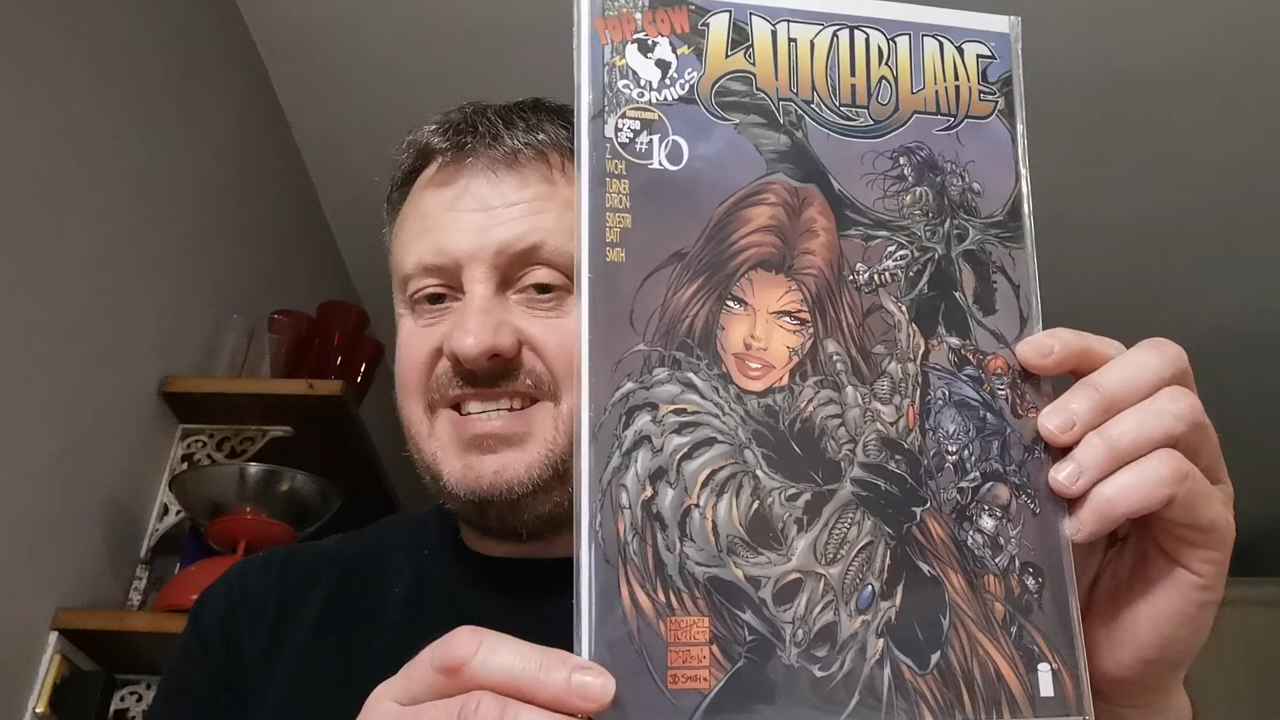 TOP COW
COMICS
WITCHBLADE
NOVEMBER
$2.50
#10
Z.
WOHL
TURNER
D-TRON
SILVESTRI
BATT
SMITH
MICHAEL
TURNER
D-TRON
JD SMITH